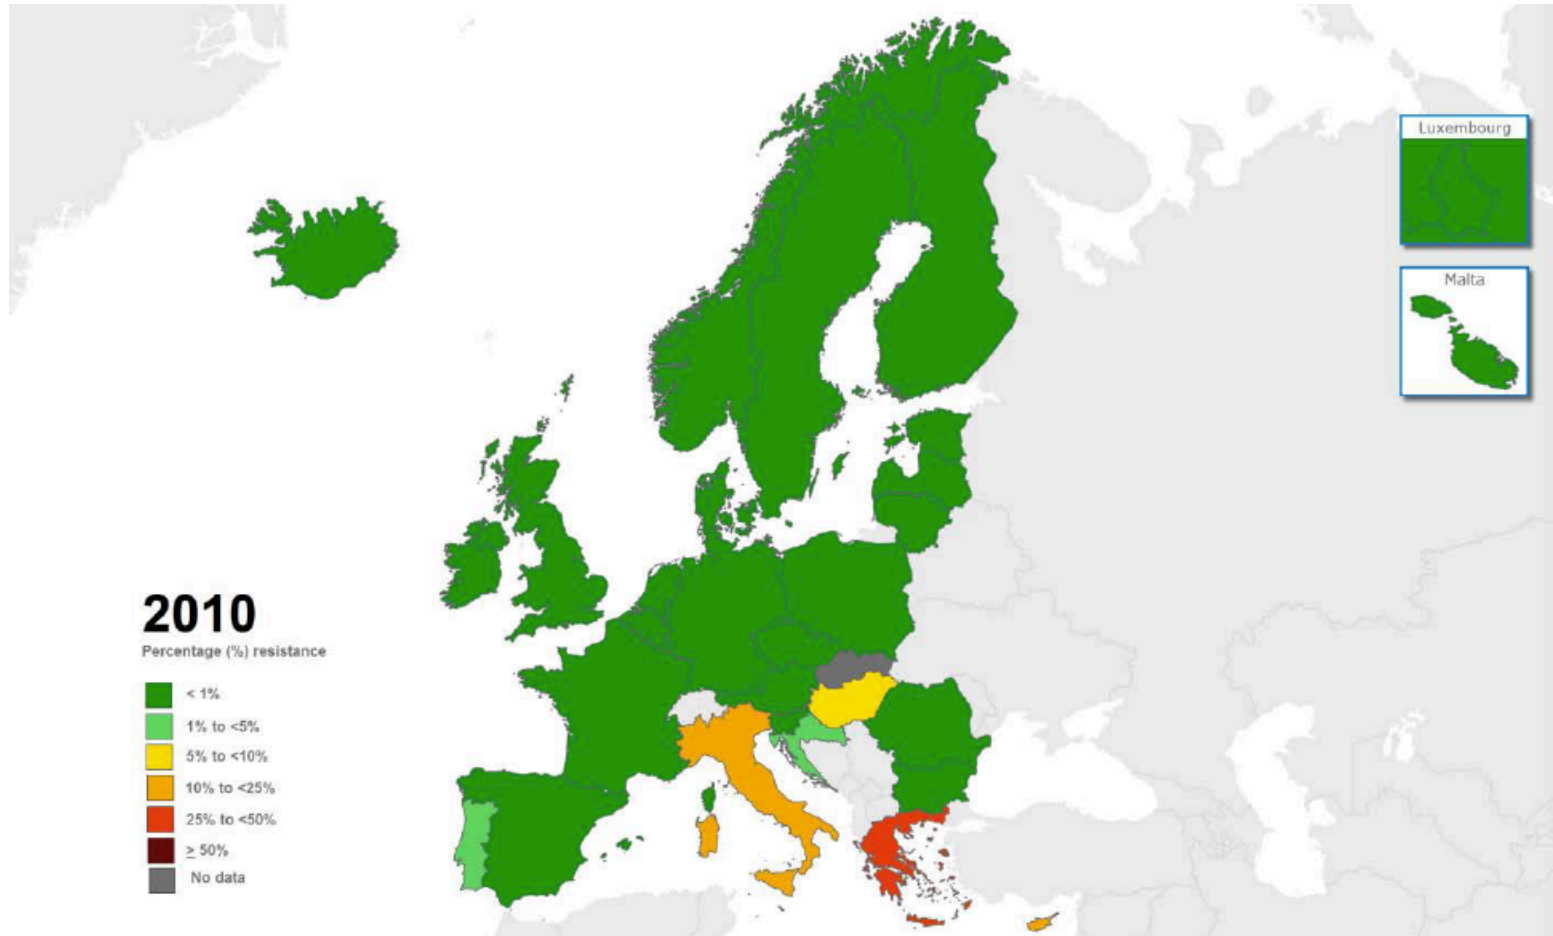 Luxembourg
Malta
2010
Percentage (%) resistance
< 1%
1% to <5%
5% to <10%
10% to <25%
25% to <50%
≥ 50%
No data